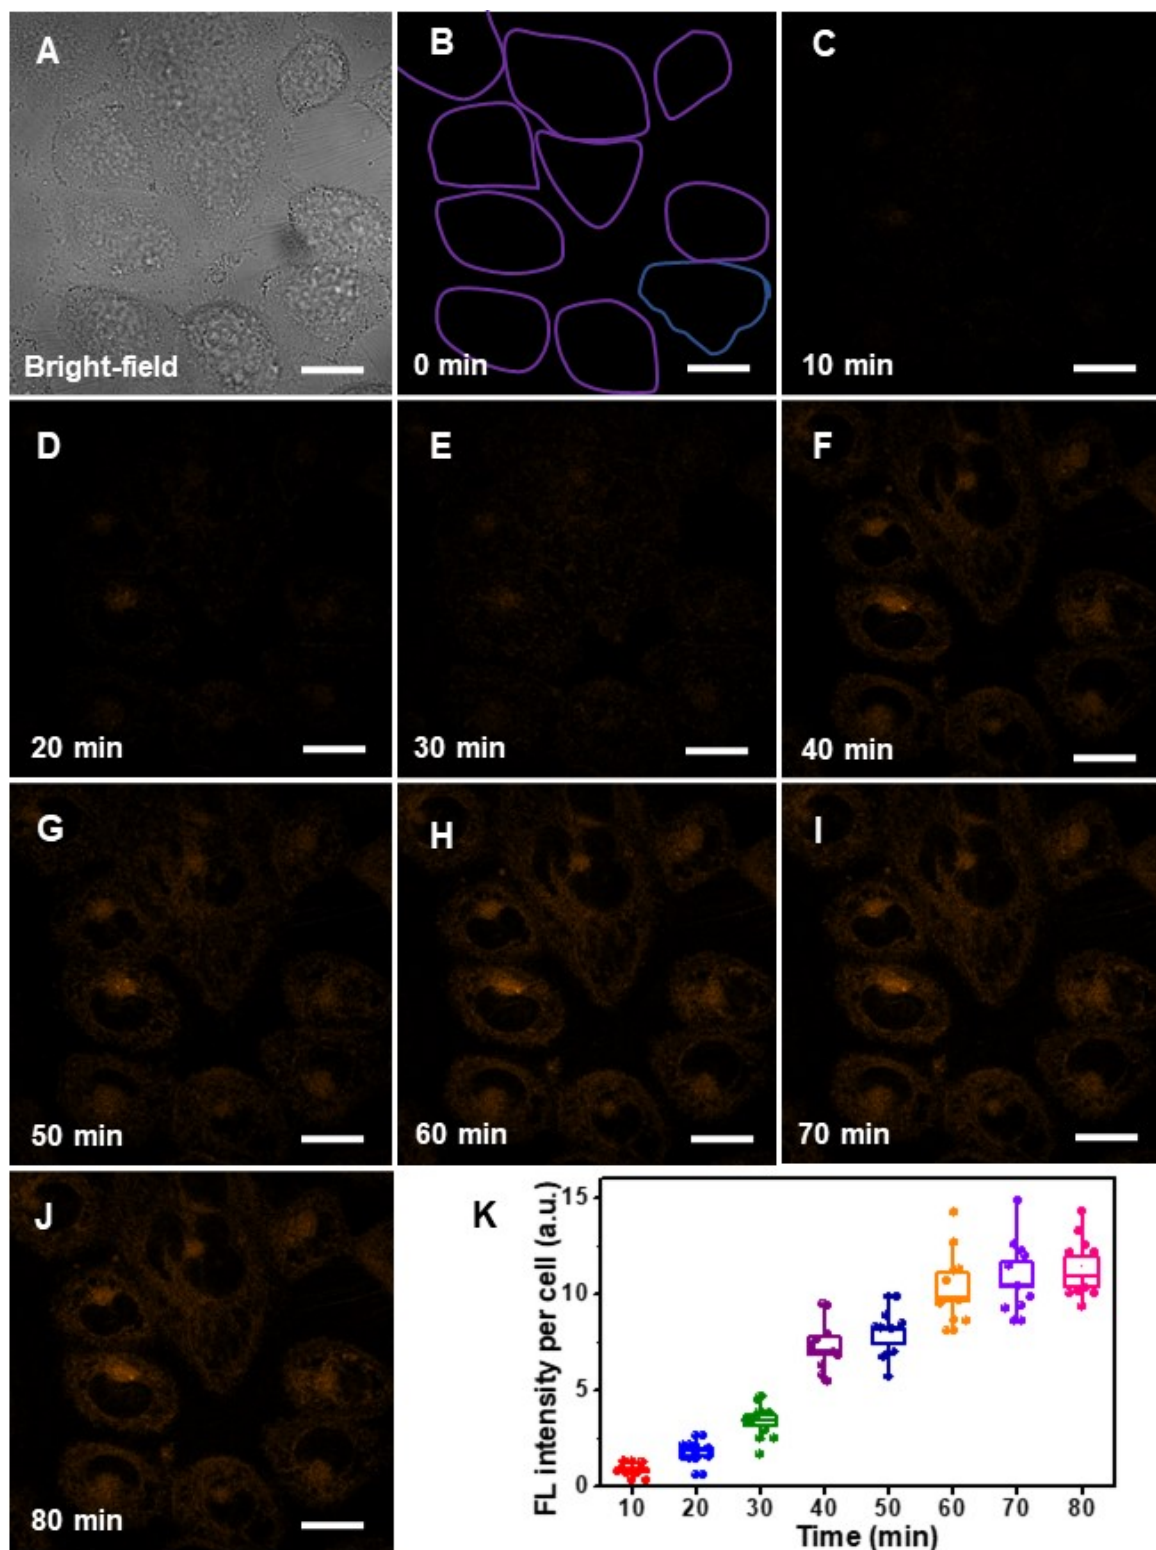 A
Bright-field
B
0 min
C
10 min
D
20 min
E
30 min
F
40 min
G
50 min
H
60 min
I
70 min
J
80 min
K
FL intensity per cell (a.u.)
15
10
5
0
10 20 30 40 50 60 70 80
Time (min)